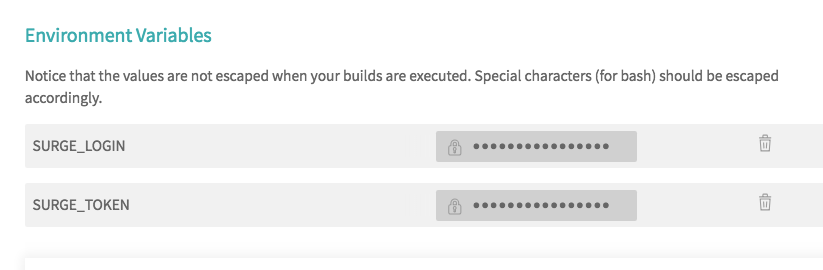 Environment Variables
Notice that the values are not escaped when your builds are executed. Special characters (for bash) should be escaped
accordingly.
SURGE_LOGIN ••••••••••••••••
SURGE_TOKEN ••••••••••••••••